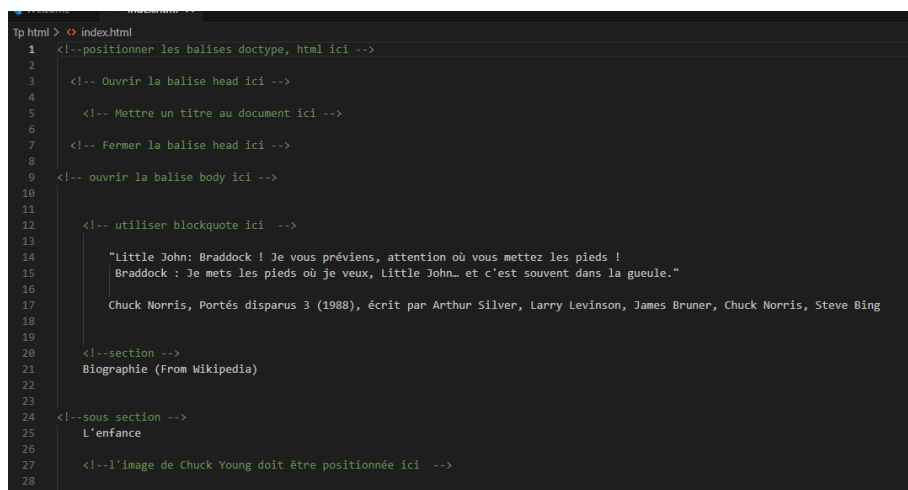 Welcome index.html
Tp html > index.html
1 <!--positionner les balises doctype, html ici -->
2
3 <!-- Ouvrir la balise head ici -->
4
5 <!-- Mettre un titre au document ici -->
6
7 <!-- Fermer la balise head ici -->
8
9 <!-- ouvrir la balise body ici -->
10
11
12 <!-- utiliser blockquote ici  -->
13
14 "Little John: Braddock ! Je vous préviens, attention où vous mettez les pieds !
15 Braddock : Je mets les pieds où je veux, Little John… et c'est souvent dans la gueule."
16
17 Chuck Norris, Portés disparus 3 (1988), écrit par Arthur Silver, Larry Levinson, James Bruner, Chuck Norris, Steve Bing
18
19
20 <!--section -->
21 Biographie (From Wikipedia)
22
23
24 <!--sous section -->
25 L'enfance
26
27 <!--l'image de Chuck Young doit être positionnée ici  -->
28